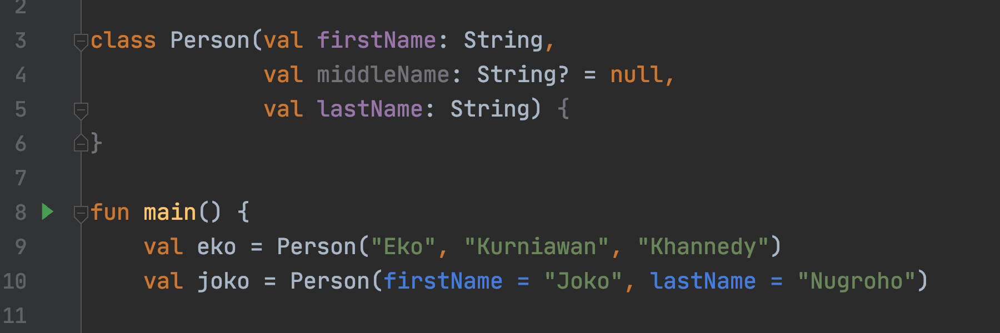 2
3 class Person(val firstName: String,
4 val middleName: String? = null,
5 val lastName: String) {
6 }
7
8 fun main() {
9 val eko = Person("Eko", "Kurniawan", "Khannedy")
10 val joko = Person(firstName = "Joko", lastName = "Nugroho")
11